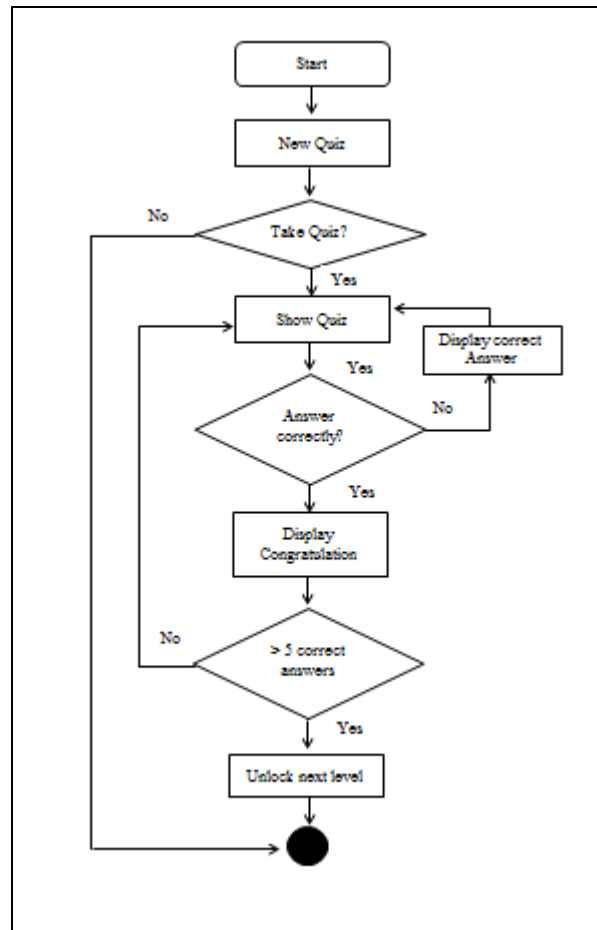 Start
New Quiz
No
Take Quiz?
Yes
Show Quiz
Display correct
Answer
Yes
Answer
correctly?
No
Yes
Display
Congratulation
No
> 5 correct
answers
Yes
Unlock next level